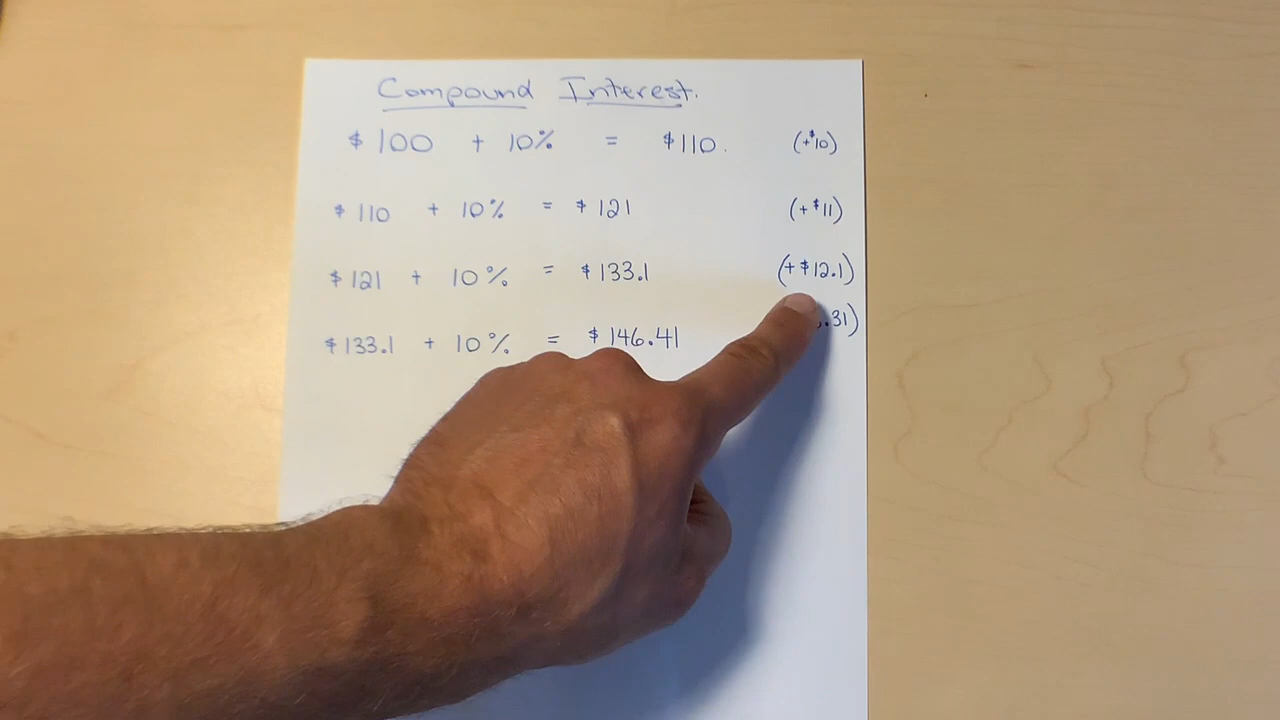 Compound Interest.
$100 + 10% = $110. (+$10)
$110 + 10% = $121 (+$11)
$121 + 10% = $133.1 (+$12.1)
$133.1 + 10% = $146.41 .31)